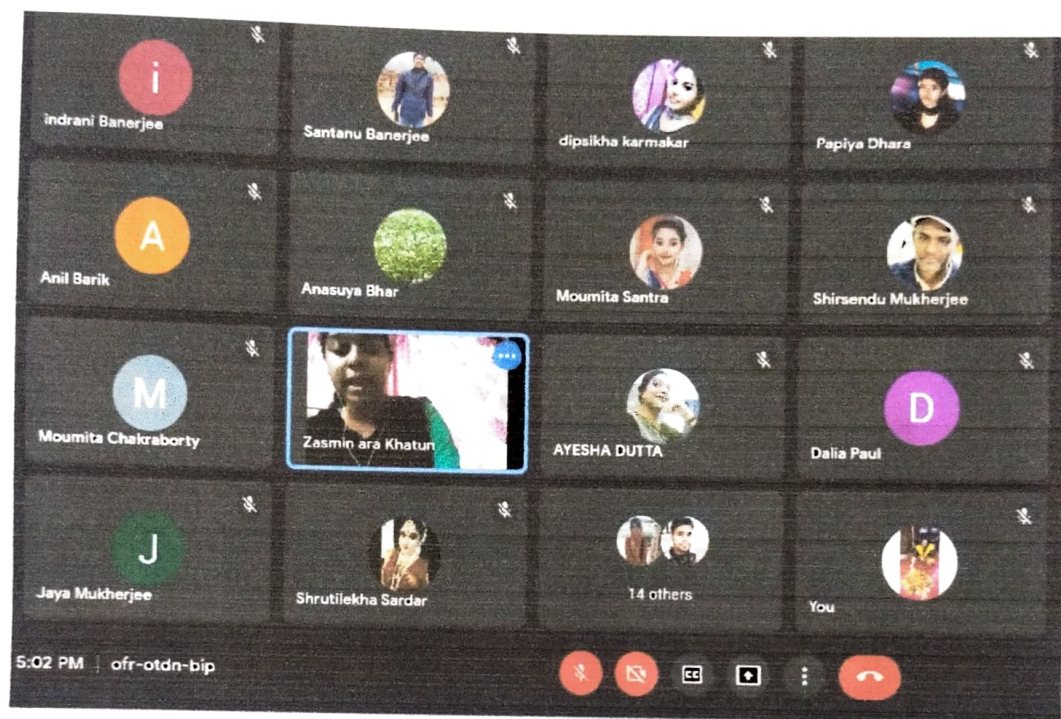 i
indrani Banerjee
Santanu Banerjee
dipsikha karmakar
Papiya Dhara
A
Anil Barik
Anasuya Bhar
Moumita Santra
Shirsendu Mukherjee
M
Moumita Chakraborty
Zasmin ara Khatun
AYESHA DUTTA
D
Dalia Paul
J
Jaya Mukherjee
Shrutilekha Sardar
14 others
You
5:02 PM | ofr-otdn-bip
CC